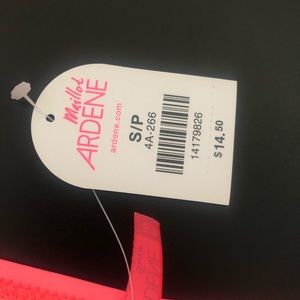 Maillot
ARDENE
ardene.com
S/P
4A-266
14179826
$14.50